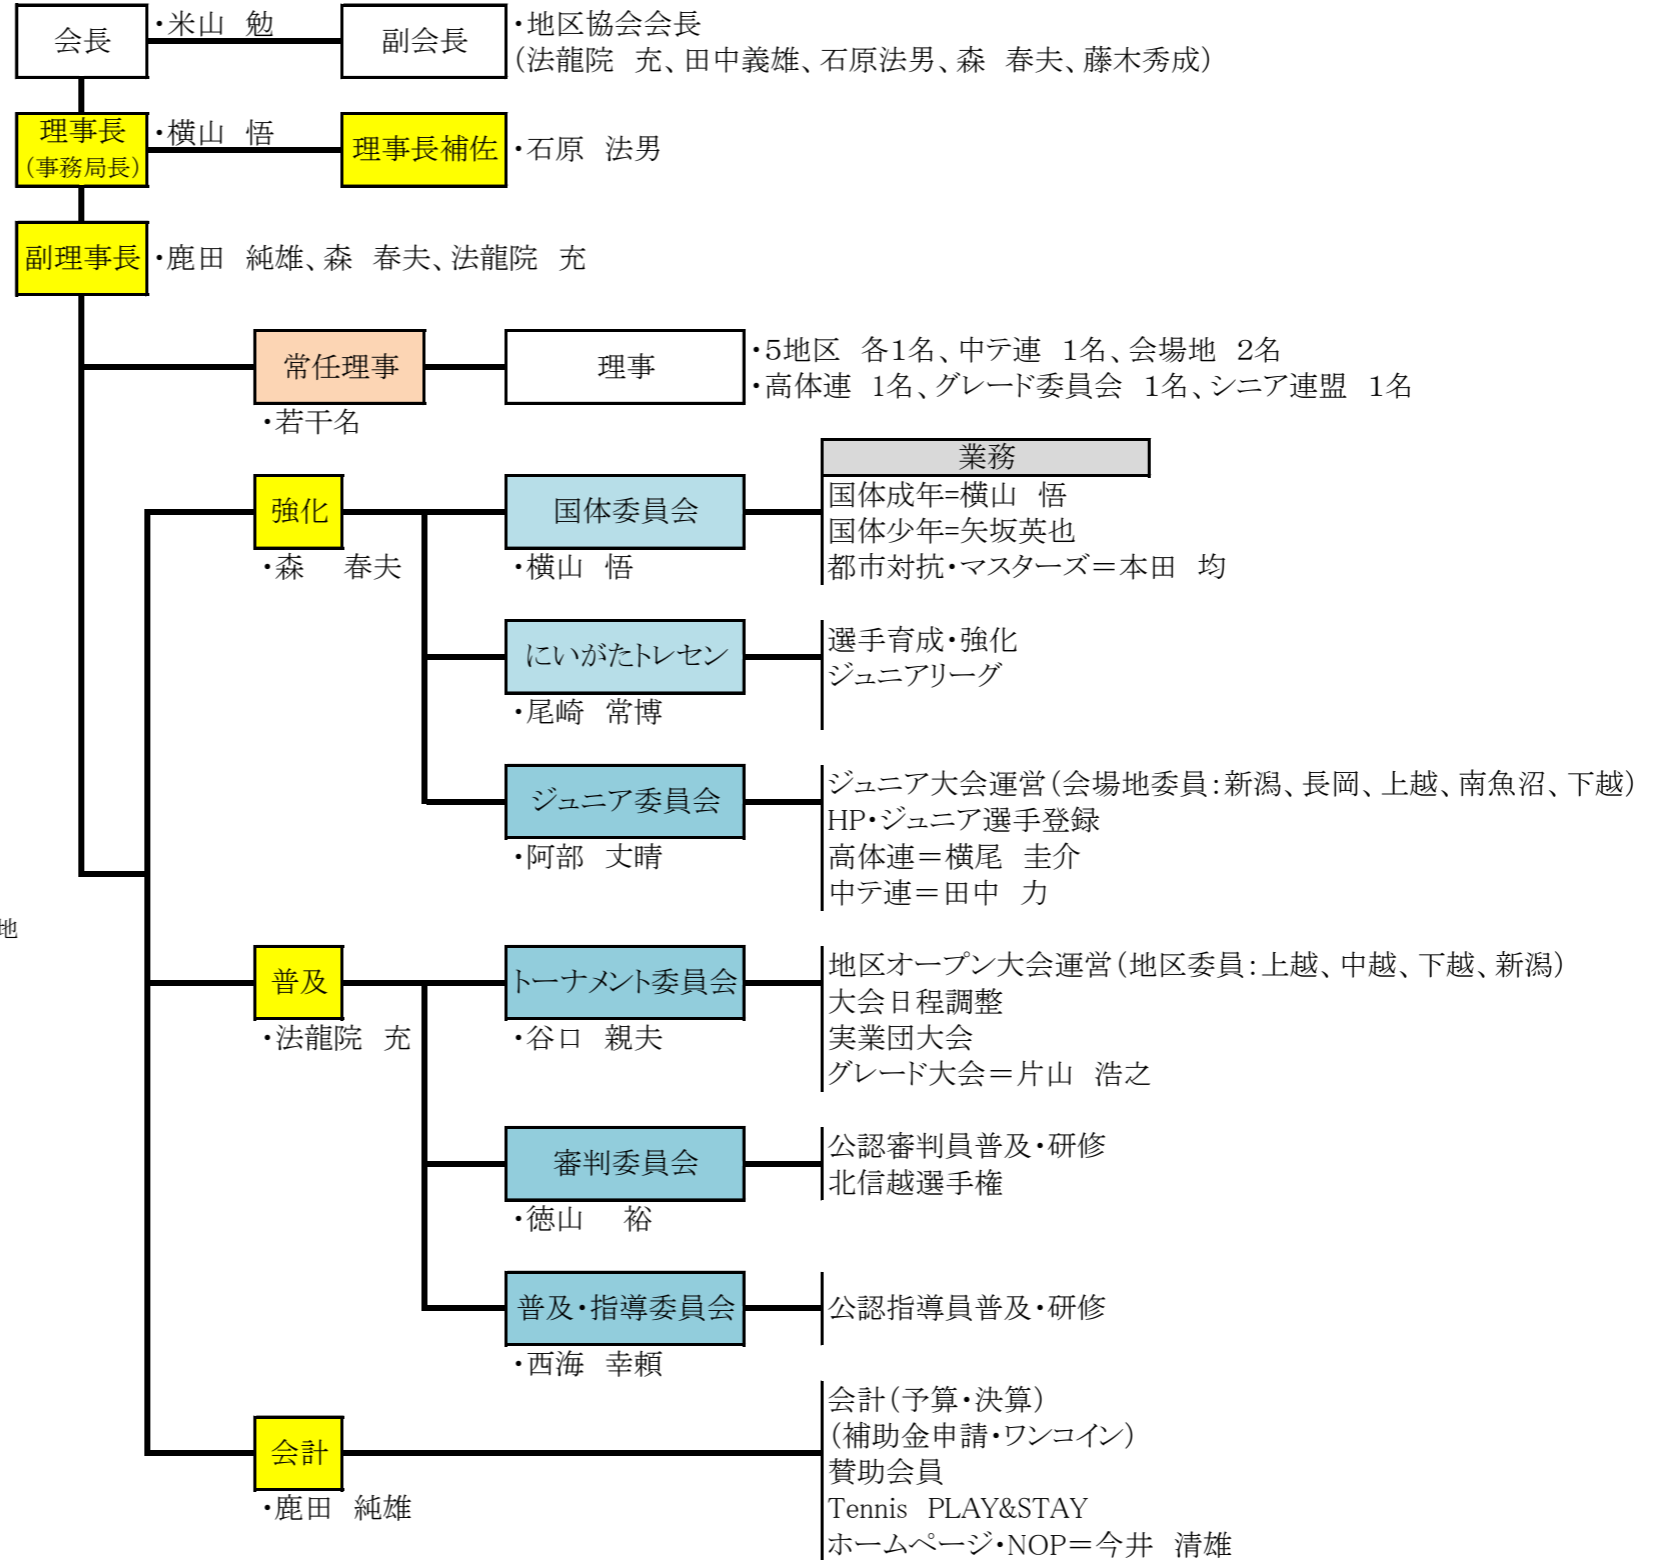 会長
・米山　勉
副会長
・地区協会会長
(法龍院　充、田中義雄、石原法男、森　春夫、藤木秀成)
理事長
(事務局長)
・横山　悟
理事長補佐
・石原　法男
副理事長
・鹿田　純雄、森　春夫、法龍院　充
常任理事
・若干名
理事
・5地区　各1名、中テ連　1名、会場地　2名
・高体連　1名、グレード委員会　1名、シニア連盟　1名
業務
強化
・森　春夫
国体委員会
・横山　悟
国体成年=横山　悟
国体少年=矢坂英也
都市対抗・マスターズ＝本田　均
にいがたトレセン
・尾崎　常博
選手育成・強化
ジュニアリーグ
ジュニア委員会
・阿部　丈晴
ジュニア大会運営(会場地委員:新潟、長岡、上越、南魚沼、下越)
HP・ジュニア選手登録
高体連＝横尾　圭介
中テ連＝田中　力
地
普及
・法龍院　充
トーナメント委員会
・谷口　親夫
地区オープン大会運営(地区委員:上越、中越、下越、新潟)
大会日程調整
実業団大会
グレード大会＝片山　浩之
審判委員会
・徳山　裕
公認審判員普及・研修
北信越選手権
普及・指導委員会
・西海　幸頼
公認指導員普及・研修
会計
・鹿田　純雄
会計(予算・決算)
(補助金申請・ワンコイン)
賛助会員
Tennis　PLAY&STAY
ホームページ・NOP＝今井　清雄